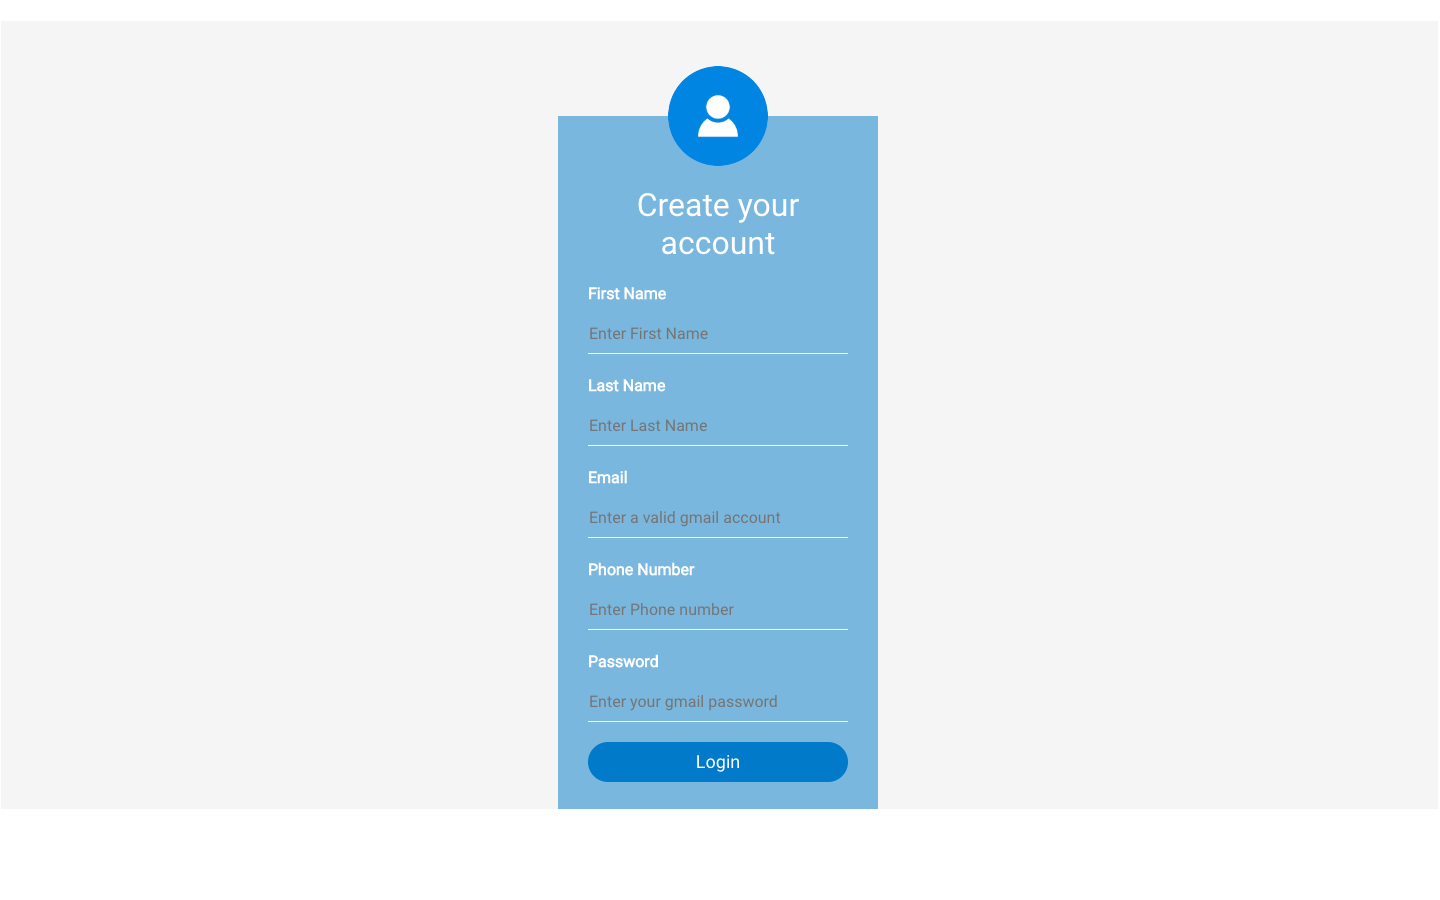 Create your
account
First Name
Enter First Name
Last Name
Enter Last Name
Email
Enter a valid gmail account
Phone Number
Enter Phone number
Password
Enter your gmail password
Login